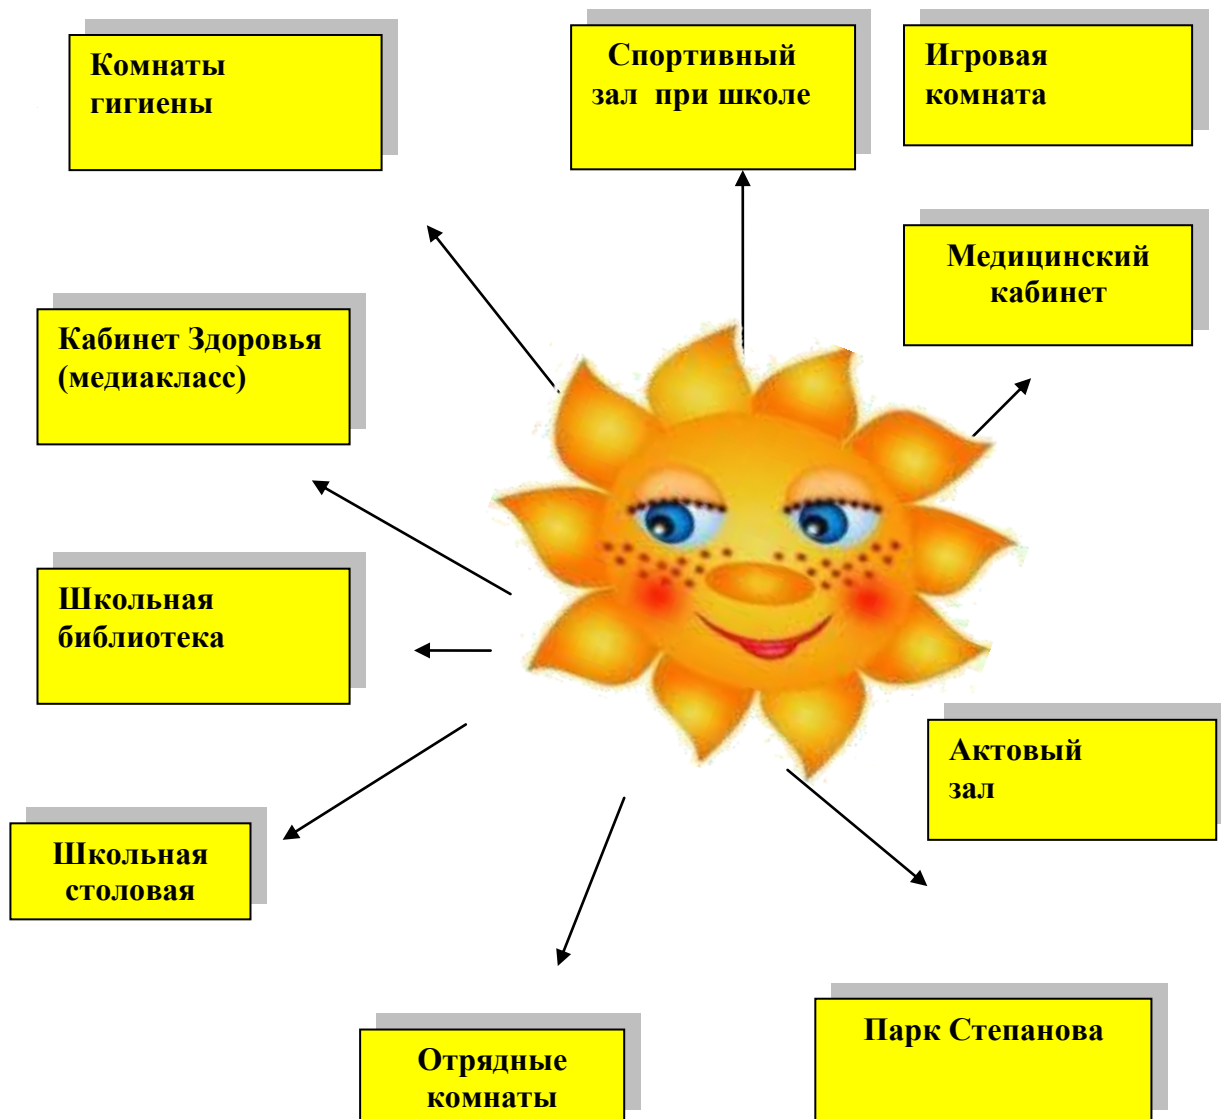 Комнаты
гигиены
Спортивный
зал при школе
Игровая
комната
Медицинский
кабинет
Кабинет Здоровья
(медиакласс)
Школьная
библиотека
Актовый
зал
Школьная
столовая
Отрядные
комнаты
Парк Степанова